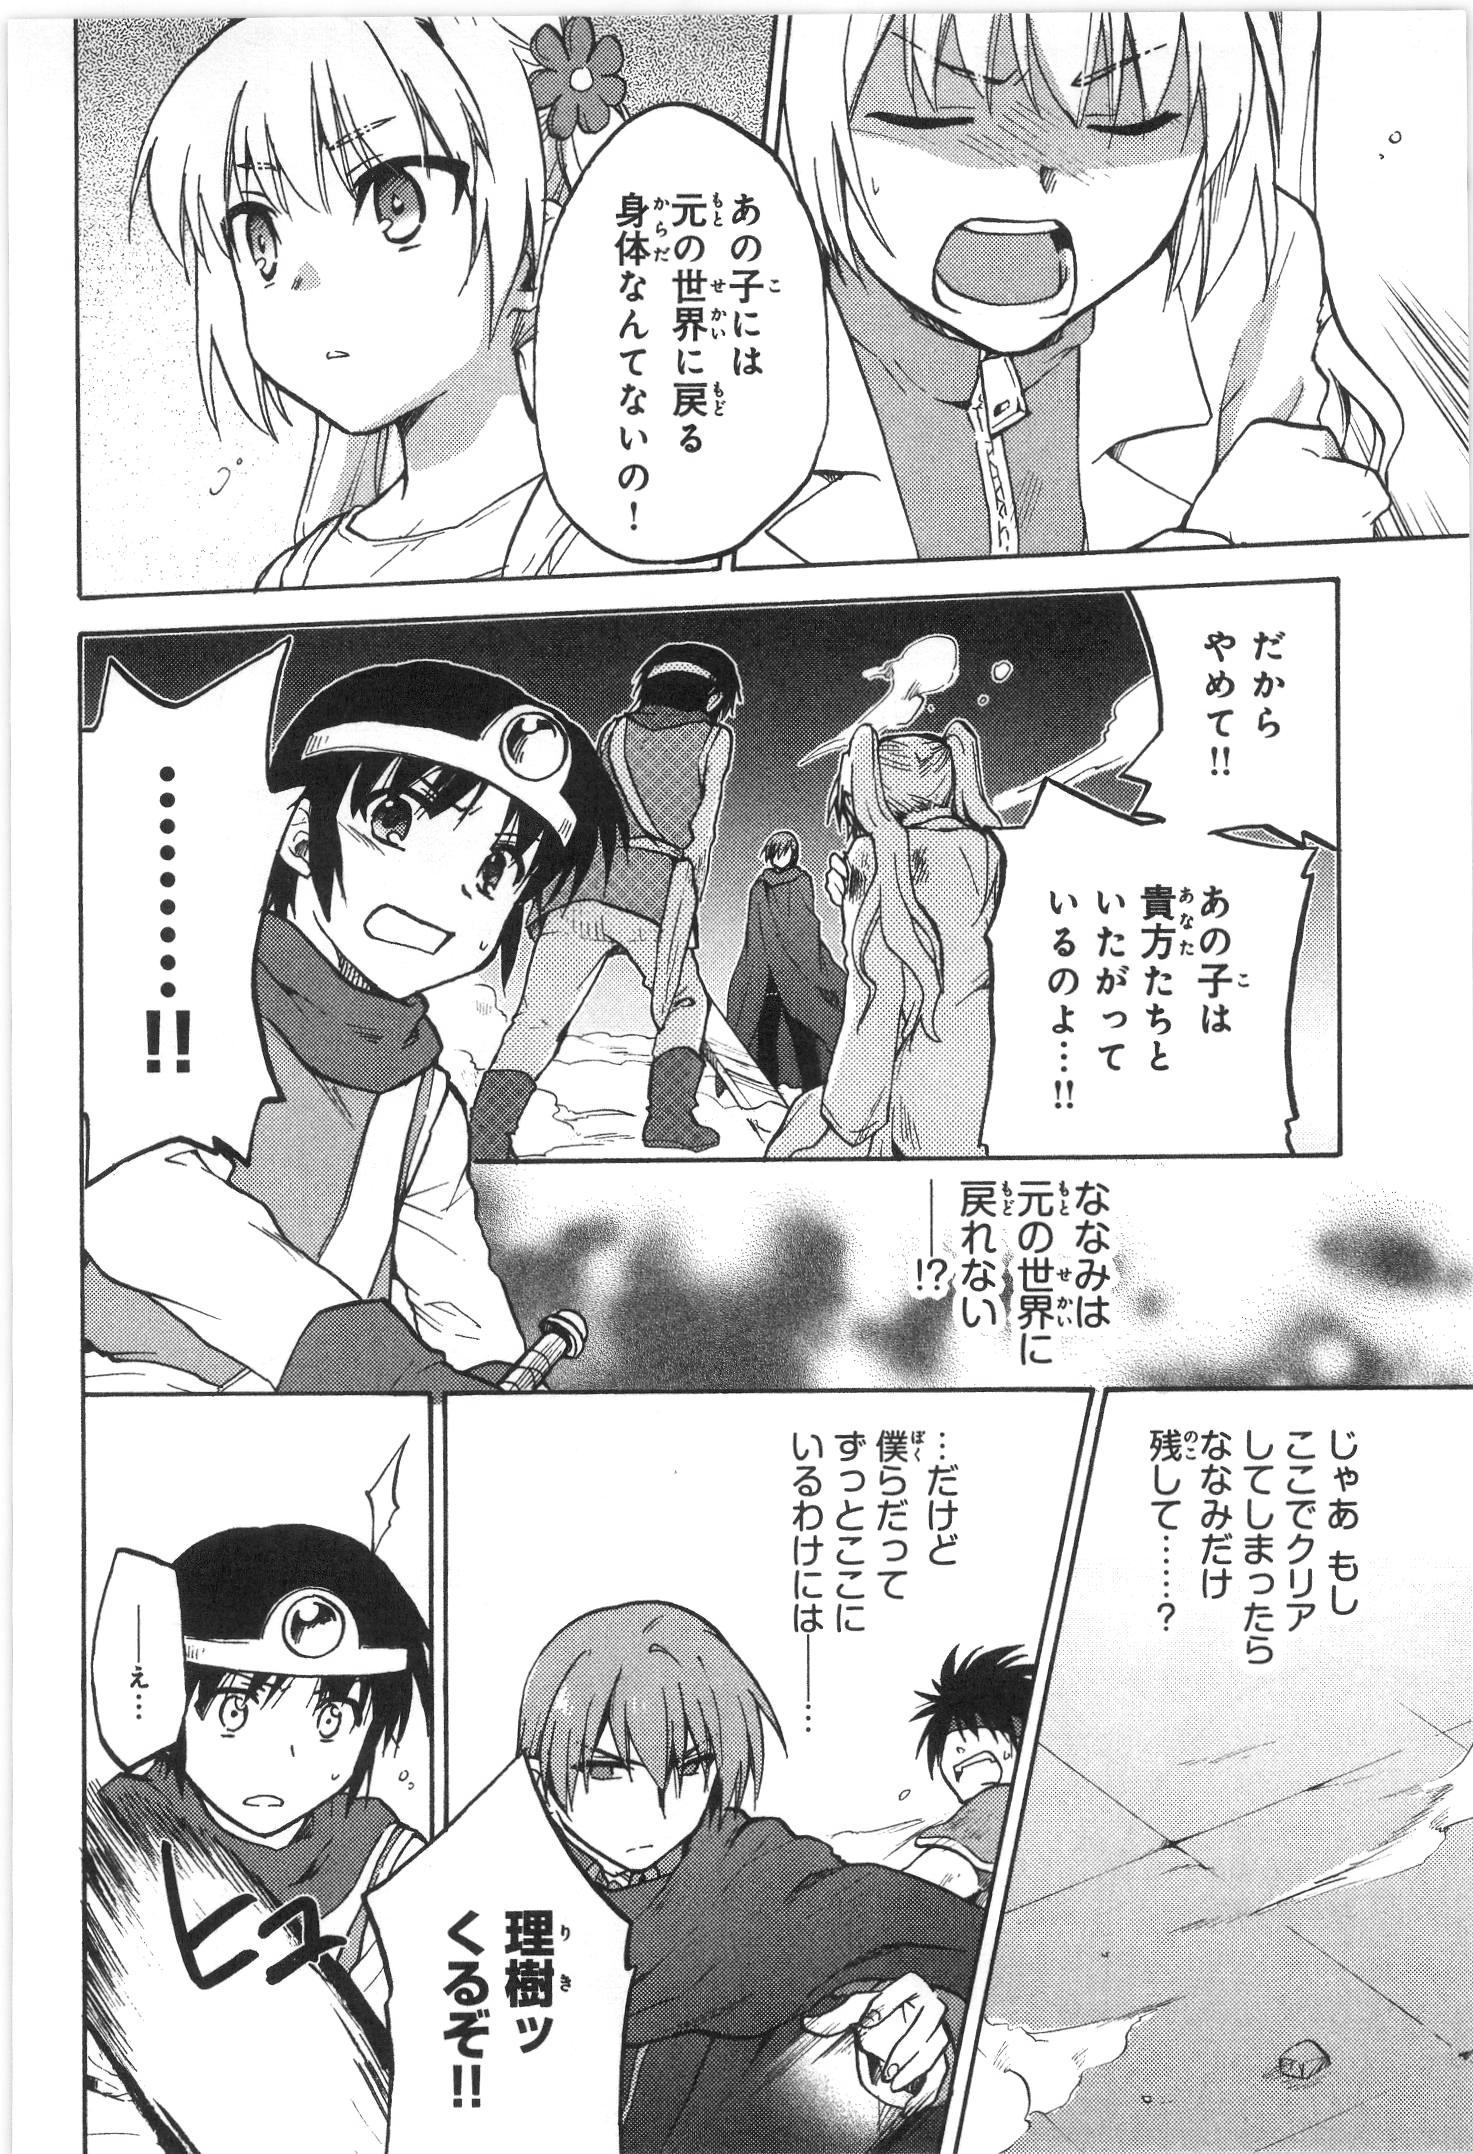 あの子には
元の世界に戻る
身体なんてないの！
だから
やめて!!
あの子は
貴方たちと
いたがって
いるのよ…!!
………!!
ななみは
元の世界に
戻れない
──!?
じゃあ もし
ここでクリア
してしまったら
ななみだけ
残して……？
…だけど
僕らだって
ずっとここに
いるわけには──……
理樹ッ
くるぞ!!
──え…
ヒュ